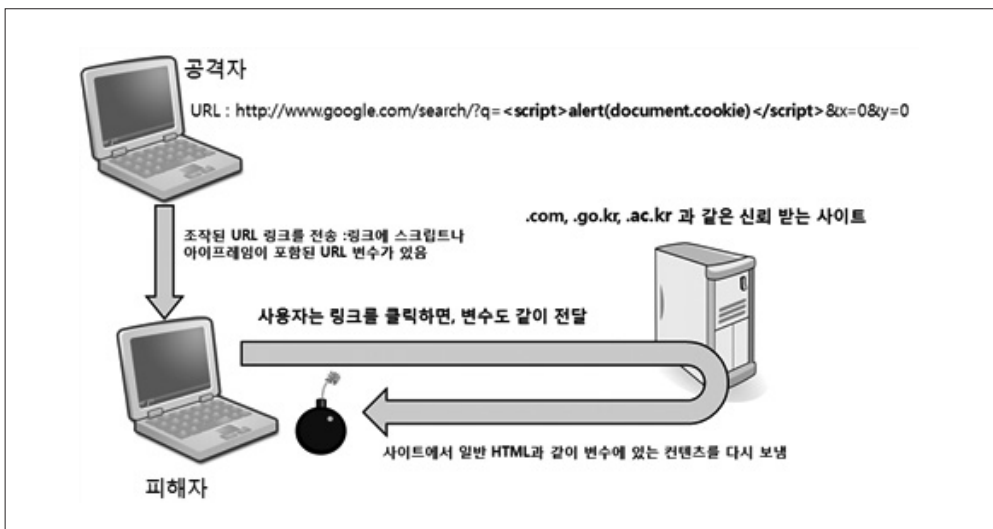 공격자
URL : http://www.google.com/search/?q=<script>alert(document.cookie)</script>&x=0&y=0
.com, .go.kr, .ac.kr 과 같은 신뢰 받는 사이트
조작된 URL 링크를 전송 :링크에 스크립트나
아이프레임이 포함된 URL 변수가 있음
사용자는 링크를 클릭하면, 변수도 같이 전달
사이트에서 일반 HTML과 같이 변수에 있는 컨텐츠를 다시 보냄
피해자